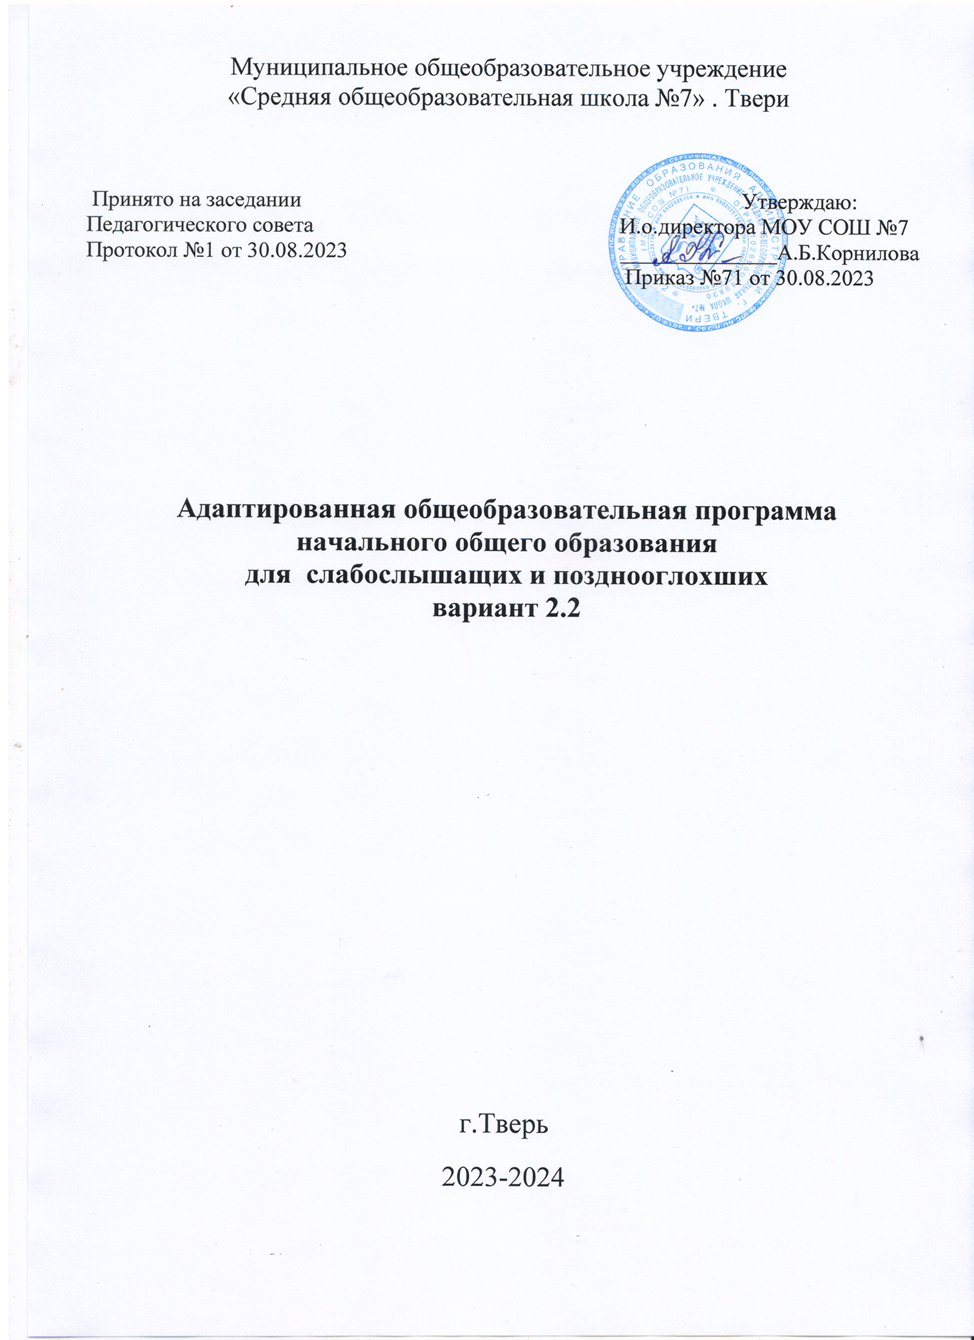 Муниципальное общеобразовательное учреждение
«Средняя общеобразовательная школа №7» . Твери
Принято на заседании
Педагогического совета
Протокол №1 от 30.08.2023
Утверждаю:
И.о.директора МОУ СОШ №7
А.Б.Корнилова
Приказ №71 от 30.08.2023
Адаптированная общеобразовательная программа
начального общего образования
для слабослышащих и позднооглохших
вариант 2.2
г.Тверь
2023-2024